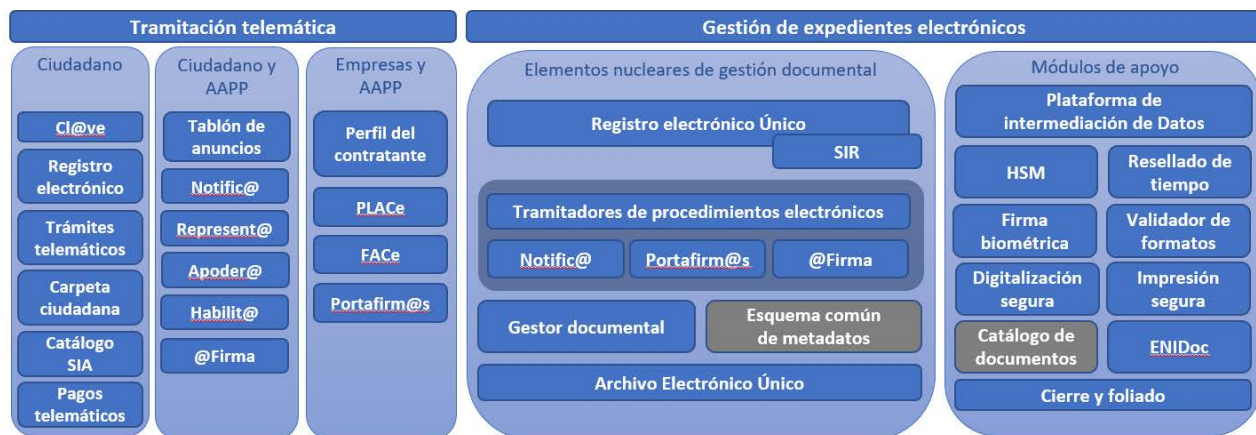 Tramitación telemática
Gestión de expedientes electrónicos
Ciudadano
Cl@ve
Registro
electrónico
Trámites
telemáticos
Carpeta
ciudadana
Catálogo
SIA
Pagos
telemáticos
Ciudadano y
AAPP
Tablón de
anuncios
Notific@
Represent@
Apoder@
Habilit@
@Firma
Empresas y
AAPP
Perfil del
contratante
PLACe
FACe
Portafirm@s
Elementos nucleares de gestión documental
Registro electrónico Único
SIR
Tramitadores de procedimientos electrónicos
Notific@
Portafirm@s
@Firma
Gestor documental
Esquema común
de metadatos
Archivo Electrónico Único
Módulos de apoyo
Plataforma de
intermediación de Datos
HSM
Resellado de
tiempo
Firma
biométrica
Validador de
formatos
Digitalización
segura
Impresión
segura
Catálogo de
documentos
ENIDoc
Cierre y foliado